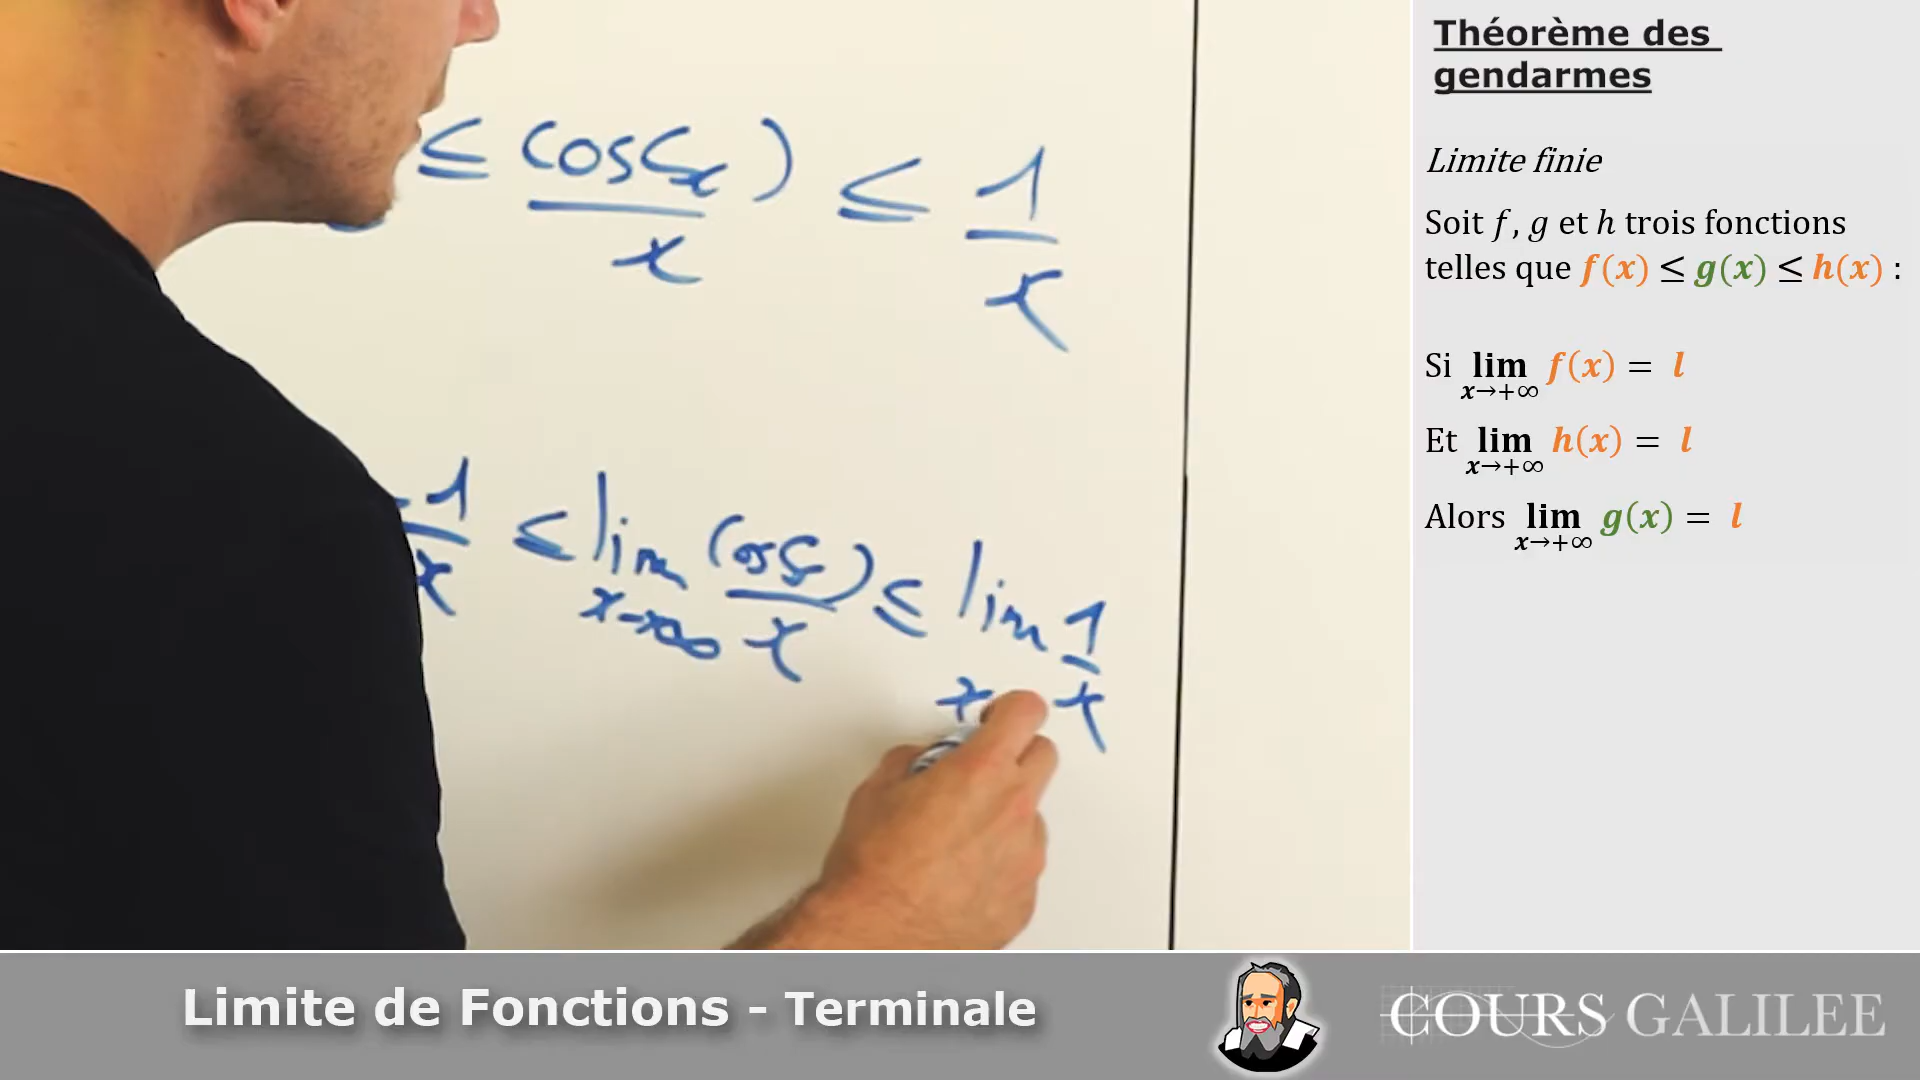 ≤ cos(x)/x ≤ 1/x
-1/x ≤ lim x→∞ cos( )/x ≤ lim x 1/x
Théorème des
gendarmes
Limite finie
Soit f, g et h trois fonctions
telles que f(x) ≤ g(x) ≤ h(x) :
Si lim x→+∞ f(x) = l
Et lim x→+∞ h(x) = l
Alors lim x→+∞ g(x) = l
Limite de Fonctions - Terminale
COURS GALILEE